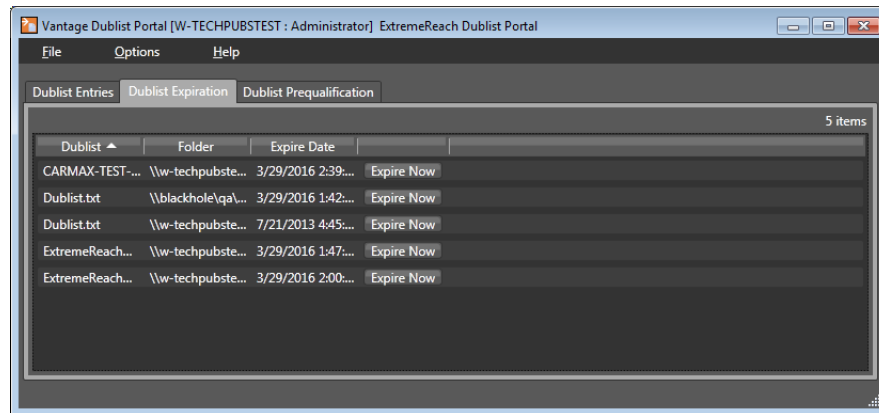 Vantage Dublist Portal [W-TECHPUBSTEST : Administrator] ExtremeReach Dublist Portal
File Options Help
Dublist Entries Dublist Expiration Dublist Prequalification
5 items
Dublist Folder Expire Date
CARMAX-TEST-... \\w-techpubste... 3/29/2016 2:39:... Expire Now
Dublist.txt \\blackhole\qa\... 3/29/2016 1:42:... Expire Now
Dublist.txt \\w-techpubste... 7/21/2013 4:45:... Expire Now
ExtremeReach... \\w-techpubste... 3/29/2016 1:47:... Expire Now
ExtremeReach... \\w-techpubste... 3/29/2016 2:00:... Expire Now